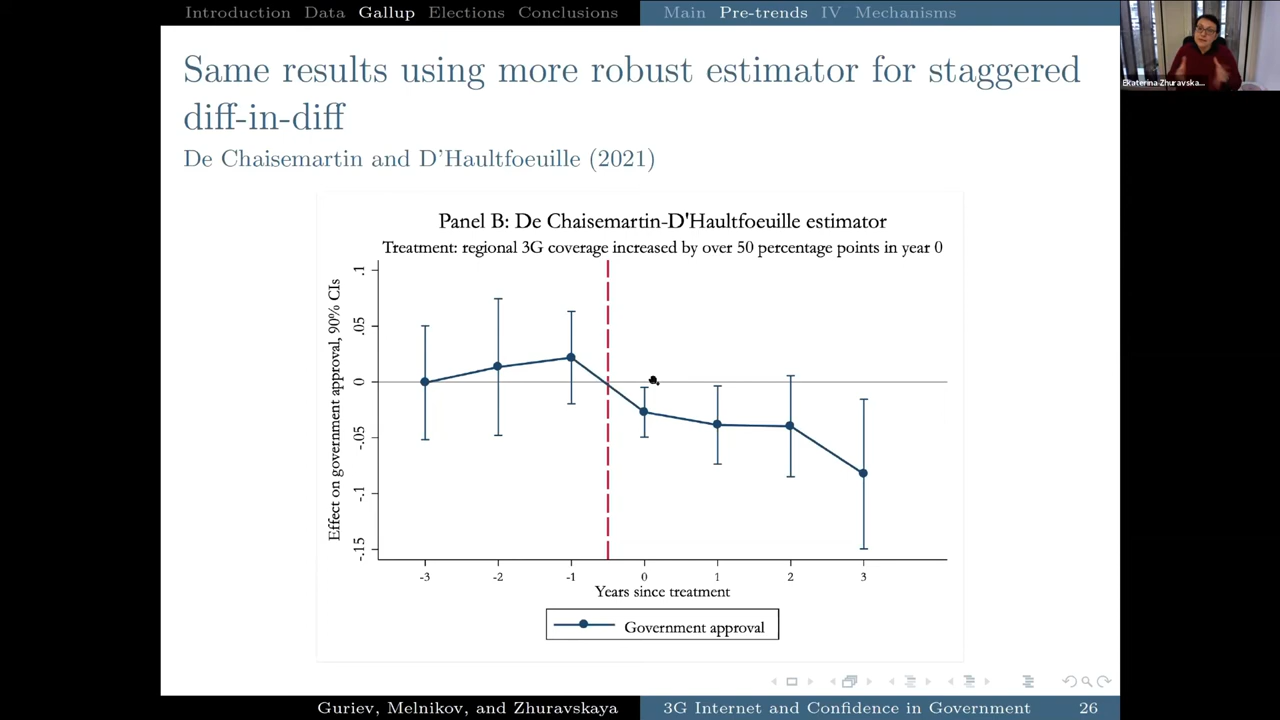 Introduction Data Gallup Elections Conclusions Main Pre-trends IV Mechanisms
Ekaterina Zhuravska...
Same results using more robust estimator for staggered
diff-in-diff
De Chaisemartin and D'Haultfoeuille (2021)
Panel B: De Chaisemartin-D'Haultfoeuille estimator
Treatment: regional 3G coverage increased by over 50 percentage points in year 0
Effect on government approval, 90% CIs
.1
.05
0
-.05
-.1
-.15
-3 -2 -1 0 1 2 3
Years since treatment
Government approval
Guriev, Melnikov, and Zhuravskaya 3G Internet and Confidence in Government 26